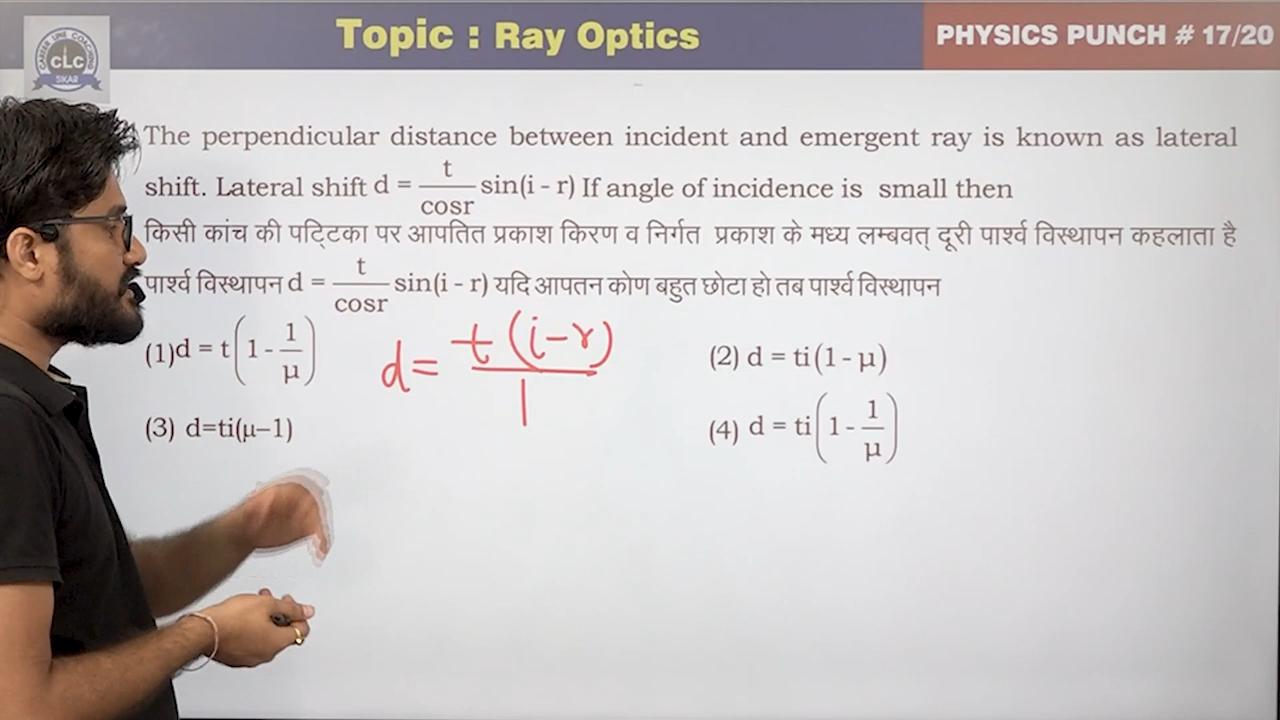 Topic : Ray Optics
PHYSICS PUNCH # 17/20
CAREER LINE COACHING
CLC
SIKAR
The perpendicular distance between incident and emergent ray is known as lateral
shift. Lateral shift d = t/cosr sin(i - r) If angle of incidence is small then
किसी कांच की पट्टिका पर आपतित प्रकाश किरण व निर्गत प्रकाश के मध्य लम्बवत् दूरी पार्श्व विस्थापन कहलाता है
पार्श्व विस्थापन d = t/cosr sin(i - r) यदि आपतन कोण बहुत छोटा हो तब पार्श्व विस्थापन
(1) d = t(1 - 1/μ)
d = t(i-r)/1
(2) d = ti(1 - μ)
(3) d=ti(μ–1)
(4) d = ti(1 - 1/μ)